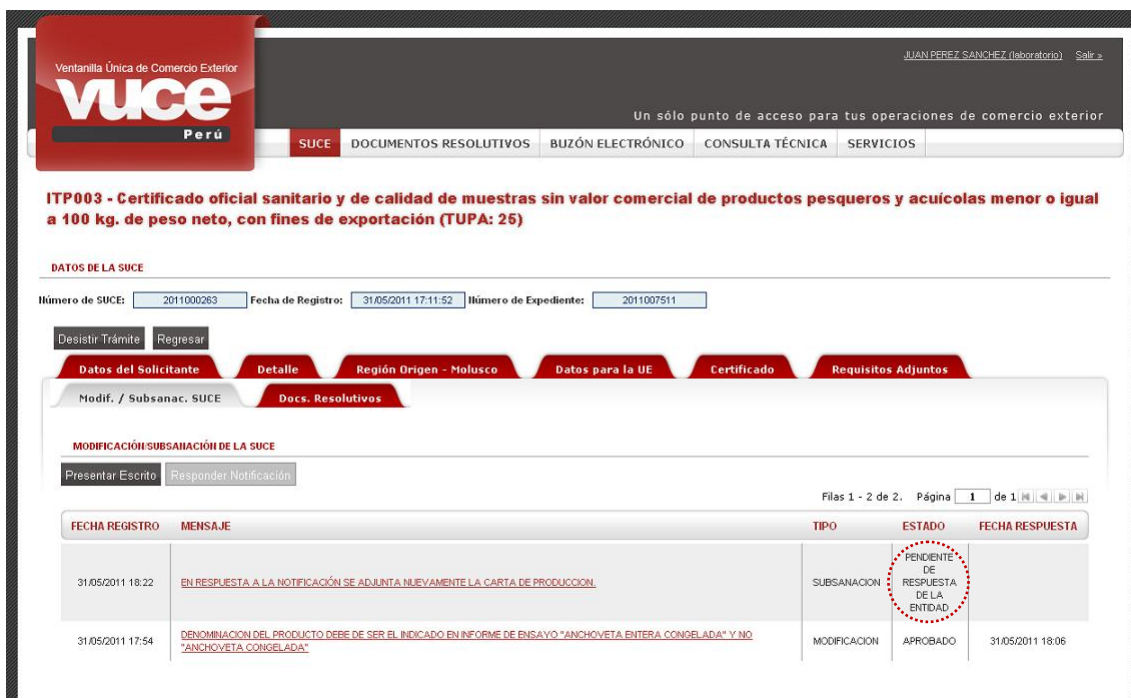 JUAN PEREZ SANCHEZ (laboratorio) Salir »
Ventanilla Única de Comercio Exterior
vuce
Perú
Un sólo punto de acceso para tus operaciones de comercio exterior
SUCE DOCUMENTOS RESOLUTIVOS BUZÓN ELECTRÓNICO CONSULTA TÉCNICA SERVICIOS
ITP003 - Certificado oficial sanitario y de calidad de muestras sin valor comercial de productos pesqueros y acuícolas menor o igual
a 100 kg. de peso neto, con fines de exportación (TUPA: 25)
DATOS DE LA SUCE
Número de SUCE: 2011000263 Fecha de Registro: 31/05/2011 17:11:52 Número de Expediente: 2011007511
Desistir Trámite Regresar
Datos del Solicitante Detalle Región Origen - Molusco Datos para la UE Certificado Requisitos Adjuntos
Modif. / Subsanac. SUCE Docs. Resolutivos
MODIFICACIÓN/SUBSANACIÓN DE LA SUCE
Presentar Escrito Responder Notificación
Filas 1 - 2 de 2. Página 1 de 1
FECHA REGISTRO MENSAJE TIPO ESTADO FECHA RESPUESTA
31/05/2011 18:22 EN RESPUESTA A LA NOTIFICACIÓN SE ADJUNTA NUEVAMENTE LA CARTA DE PRODUCCION. SUBSANACION PENDIENTE
DE
RESPUESTA
DE LA
ENTIDAD
31/05/2011 17:54 DENOMINACION DEL PRODUCTO DEBE DE SER EL INDICADO EN INFORME DE ENSAYO "ANCHOVETA ENTERA CONGELADA" Y NO
"ANCHOVETA CONGELADA" MODIFICACION APROBADO 31/05/2011 18:06